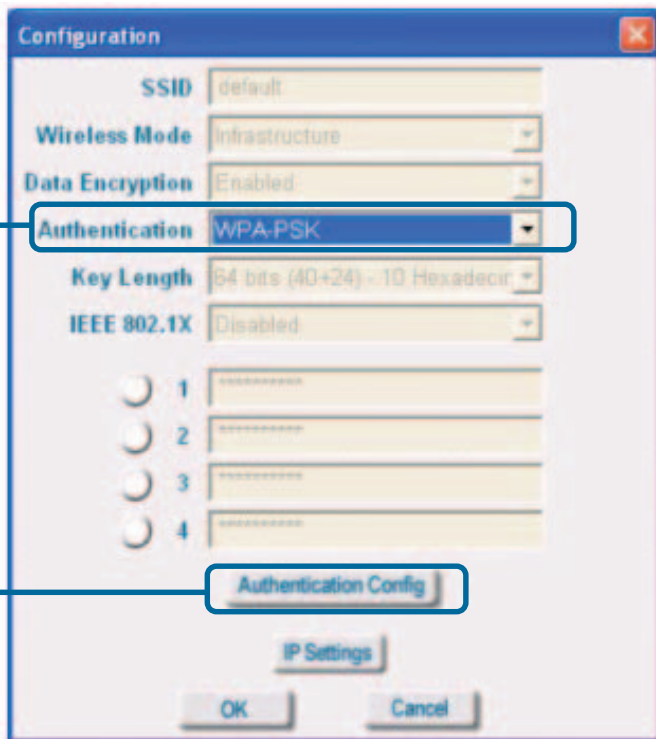 Configuration
SSID default
Wireless Mode Infrastructure
Data Encryption Enabled
Authentication WPA-PSK
Key Length 64 bits (40+24) - 10 Hexadecir
IEEE 802.1X Disabled
1 **********
2 **********
3 **********
4 **********
Authentication Config
IP Settings
OK Cancel